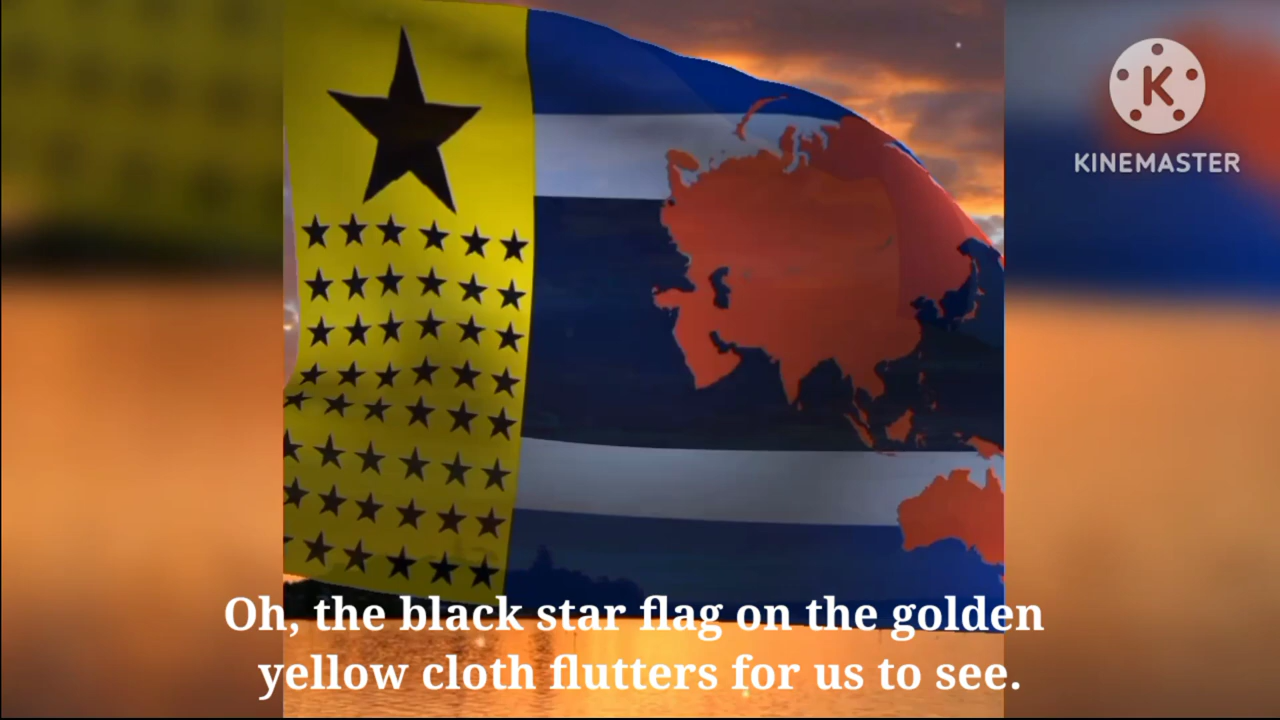 K
KINEMASTER
Oh, the black star flag on the golden
yellow cloth flutters for us to see.